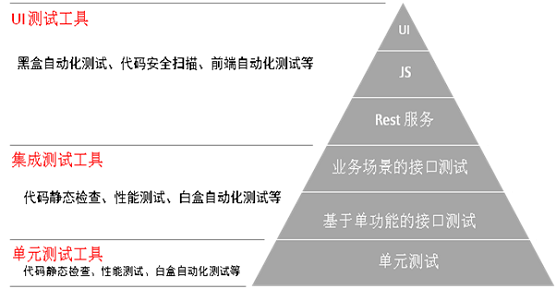 UI测试工具
黑盒自动化测试、代码安全扫描、前端自动化测试等
集成测试工具
代码静态检查、性能测试、白盒自动化测试等
单元测试工具
代码静态检查、性能测试、白盒自动化测试等
UI
JS
Rest 服务
业务场景的接口测试
基于单功能的接口测试
单元测试